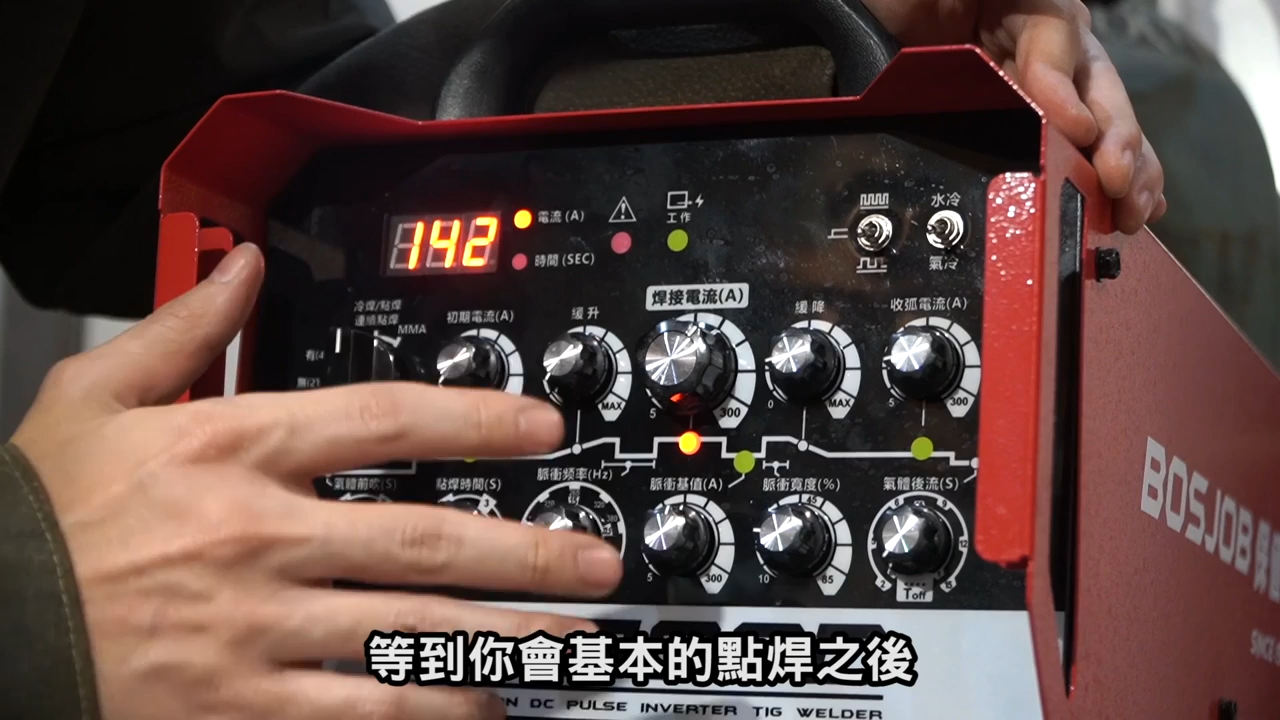 142
電流(A)
時間(SEC)
工作
水冷
氣冷
冷焊/點焊
連續點焊
MMA
初期電流(A)
緩升
焊接電流(A)
緩降
收弧電流(A)
MAX
5
300
0
MAX
5
300
氣體前吹(S)
點焊時間(S)
脈衝頻率(Hz)
脈衝基值(A)
脈衝寬度(%)
氣體後流(S)
45
5
300
10
85
2
Toff
BOSJOB
SINCE
等到你會基本的點焊之後
DC PULSE INVERTER TIG WELDER